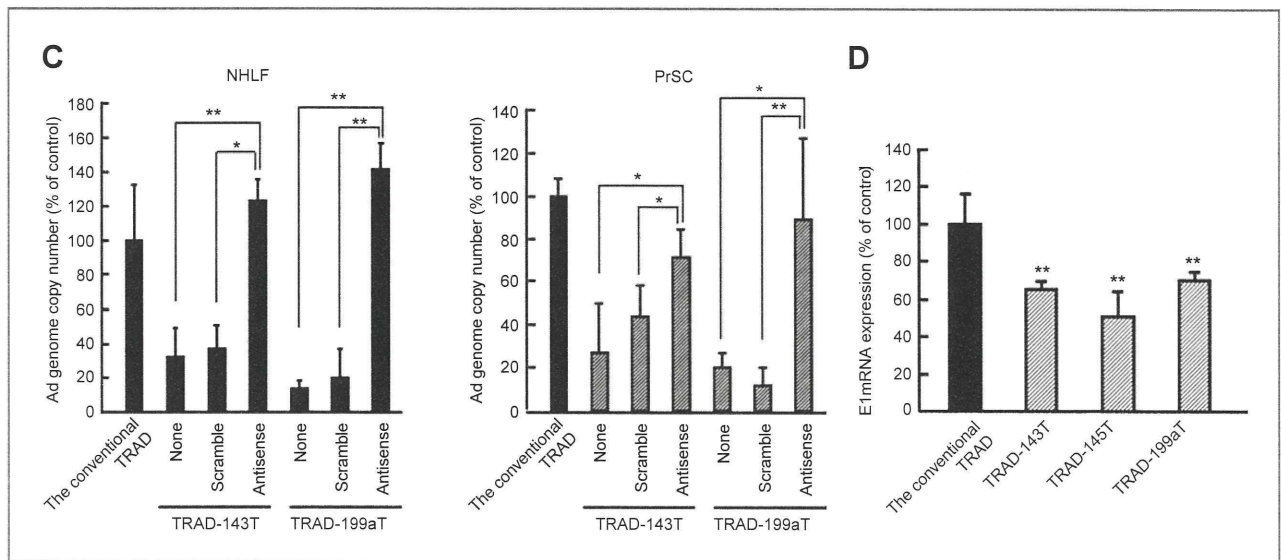 C
NHLF
Ad genome copy number (% of control)
180
160
140
120
100
80
60
40
20
0
** ** ** *
The conventional
TRAD
None
Scramble
Antisense
None
Scramble
Antisense
TRAD-143T
TRAD-199aT
PrSC
Ad genome copy number (% of control)
140
120
100
80
60
40
20
0
* ** * *
The conventional
TRAD
None
Scramble
Antisense
None
Scramble
Antisense
TRAD-143T
TRAD-199aT
D
E1mRNA expression (% of control)
140
120
100
80
60
40
20
0
** ** **
The conventional
TRAD
TRAD-143T
TRAD-145T
TRAD-199aT